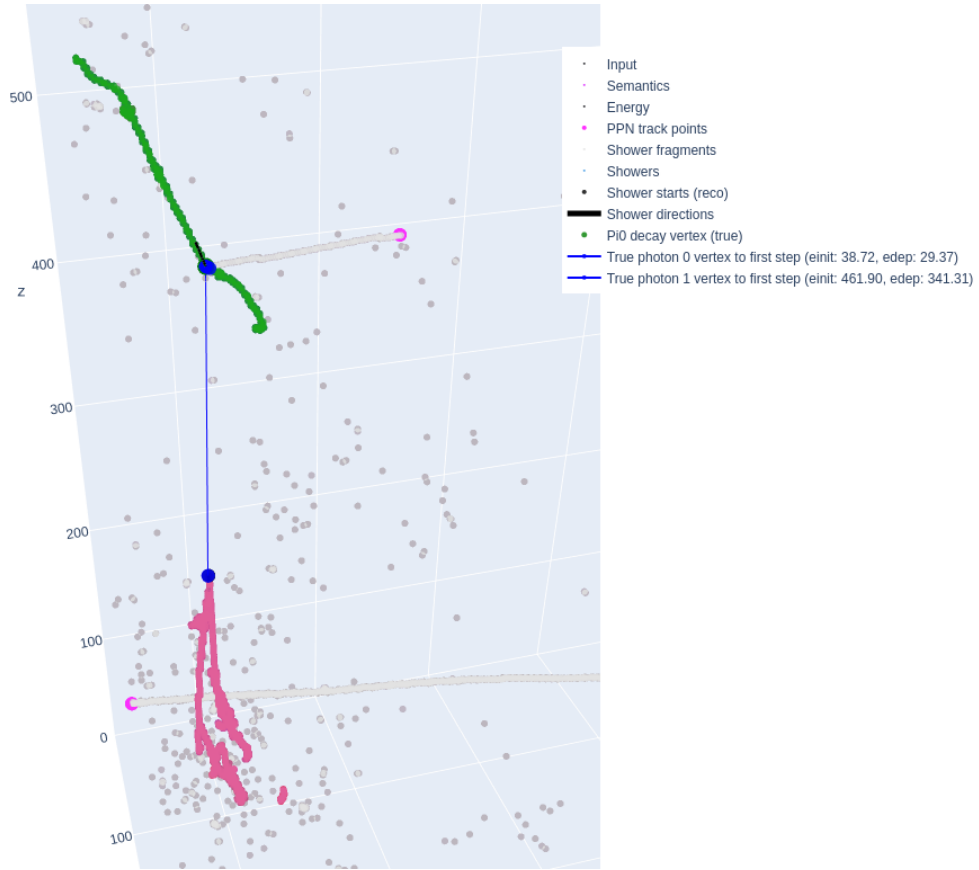 500
400
z
300
200
100
0
100
Input
Semantics
Energy
PPN track points
Shower fragments
Showers
Shower starts (reco)
Shower directions
Pi0 decay vertex (true)
True photon 0 vertex to first step (einit: 38.72, edep: 29.37)
True photon 1 vertex to first step (einit: 461.90, edep: 341.31)